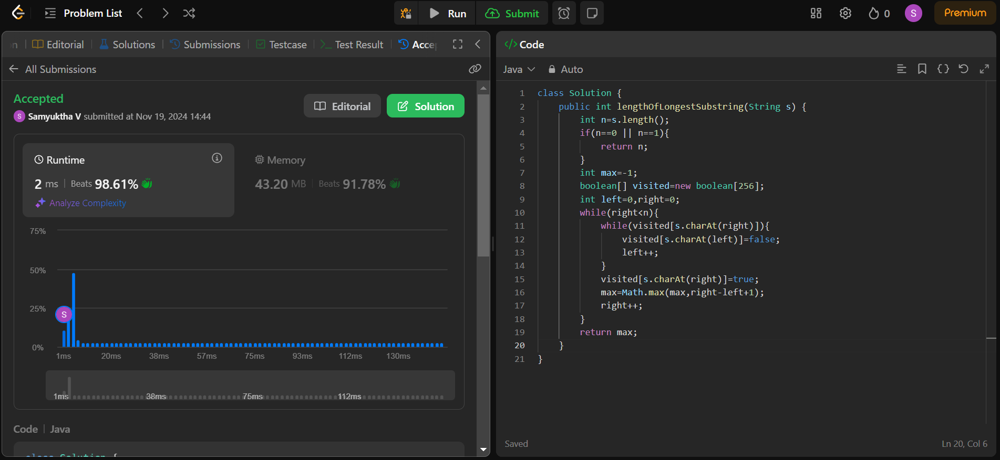 Problem List
Run
Submit
0
S
Premium
n
Editorial
Solutions
Submissions
Testcase
Test Result
Accep
All Submissions
Accepted
S Samyuktha V submitted at Nov 19, 2024 14:44
Editorial
Solution
Runtime
2 ms | Beats 98.61%
Analyze Complexity
Memory
43.20 MB | Beats 91.78%
75%
50%
25%
0%
S
1ms 20ms 38ms 57ms 75ms 93ms 112ms 130ms
1ms 38ms 75ms 112ms
Code | Java
class Solution {
</> Code
Java
Auto
1 class Solution {
2     public int lengthOfLongestSubstring(String s) {
3         int n=s.length();
4         if(n==0 || n==1){
5             return n;
6         }
7         int max=-1;
8         boolean[] visited=new boolean[256];
9         int left=0,right=0;
10         while(right<n){
11             while(visited[s.charAt(right)]){
12                 visited[s.charAt(left)]=false;
13                 left++;
14             }
15             visited[s.charAt(right)]=true;
16             max=Math.max(max,right-left+1);
17             right++;
18         }
19         return max;
20     }
21 }
Saved
Ln 20, Col 6